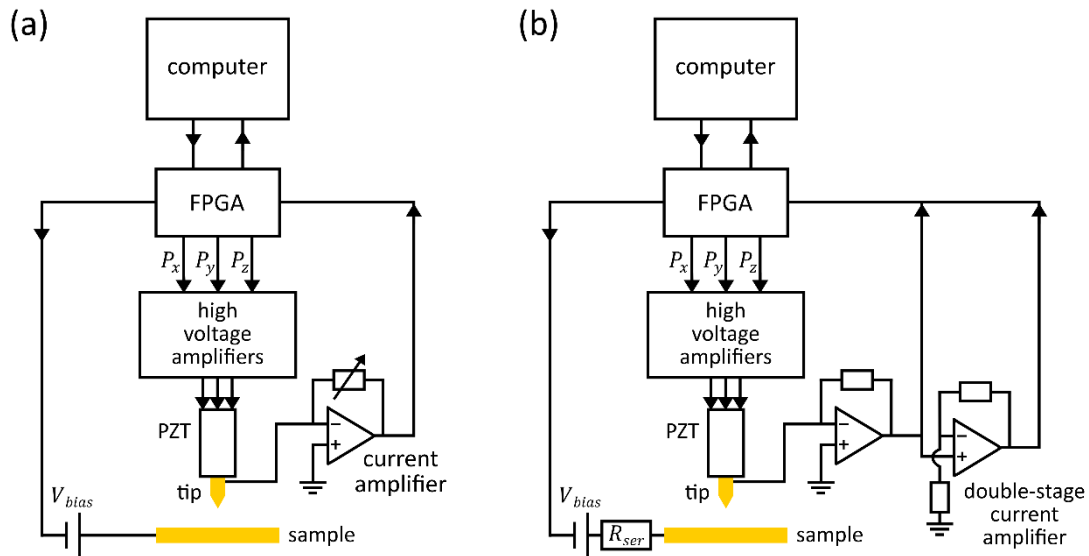 (a)
computer
FPGA
P_x P_y P_z
high
voltage
amplifiers
PZT
−
+
current
amplifier
tip
V_bias
sample
(b)
computer
FPGA
P_x P_y P_z
high
voltage
amplifiers
PZT
−
+
−
+
tip
double-stage
current
amplifier
V_bias
R_ser
sample